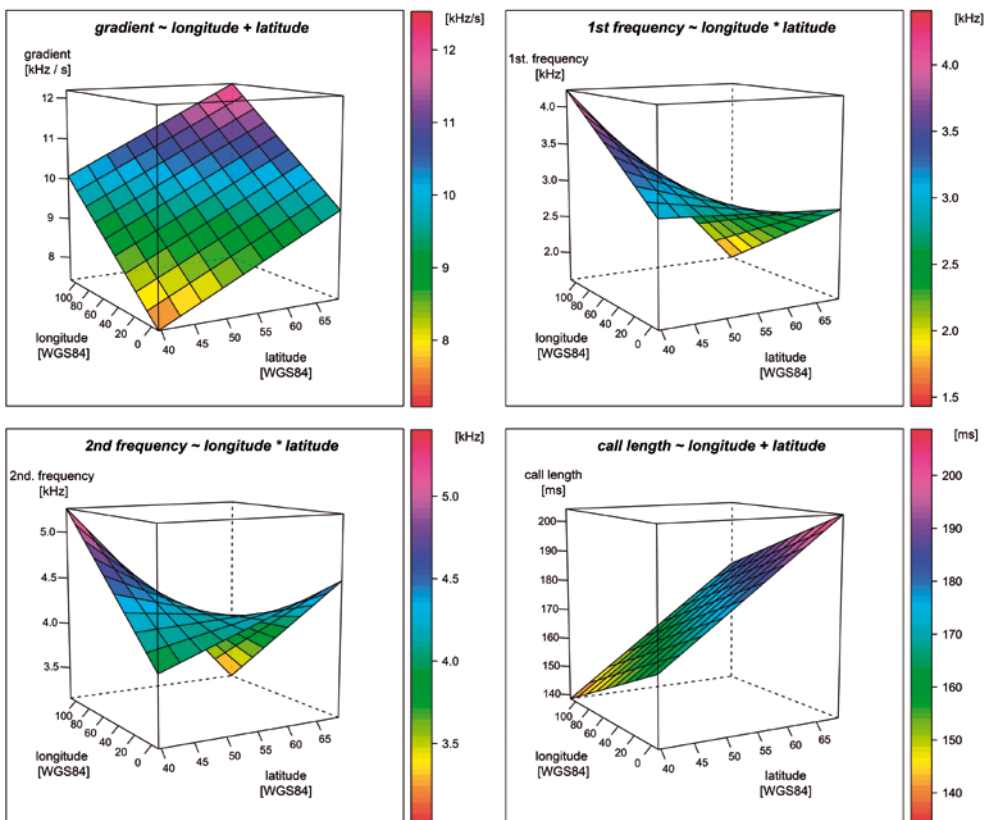 gradient ~ longitude + latitude
[kHz/s]
gradient
[kHz / s]
12
11
10
9
8
100
80
60
40
20
0
longitude
[WGS84]
40
45
50
55
60
65
latitude
[WGS84]
12
11
10
9
8
1st frequency ~ longitude * latitude
[kHz]
1st. frequency
[kHz]
4.0
3.5
3.0
2.5
2.0
100
80
60
40
20
0
longitude
[WGS84]
40
45
50
55
60
65
latitude
[WGS84]
4.0
3.5
3.0
2.5
2.0
1.5
2nd frequency ~ longitude * latitude
[kHz]
2nd. frequency
[kHz]
5.0
4.5
4.0
3.5
100
80
60
40
20
0
longitude
[WGS84]
40
45
50
55
60
65
latitude
[WGS84]
5.0
4.5
4.0
3.5
call length ~ longitude + latitude
[ms]
call length
[ms]
200
190
180
170
160
150
140
100
80
60
40
20
0
longitude
[WGS84]
40
45
50
55
60
65
latitude
[WGS84]
200
190
180
170
160
150
140